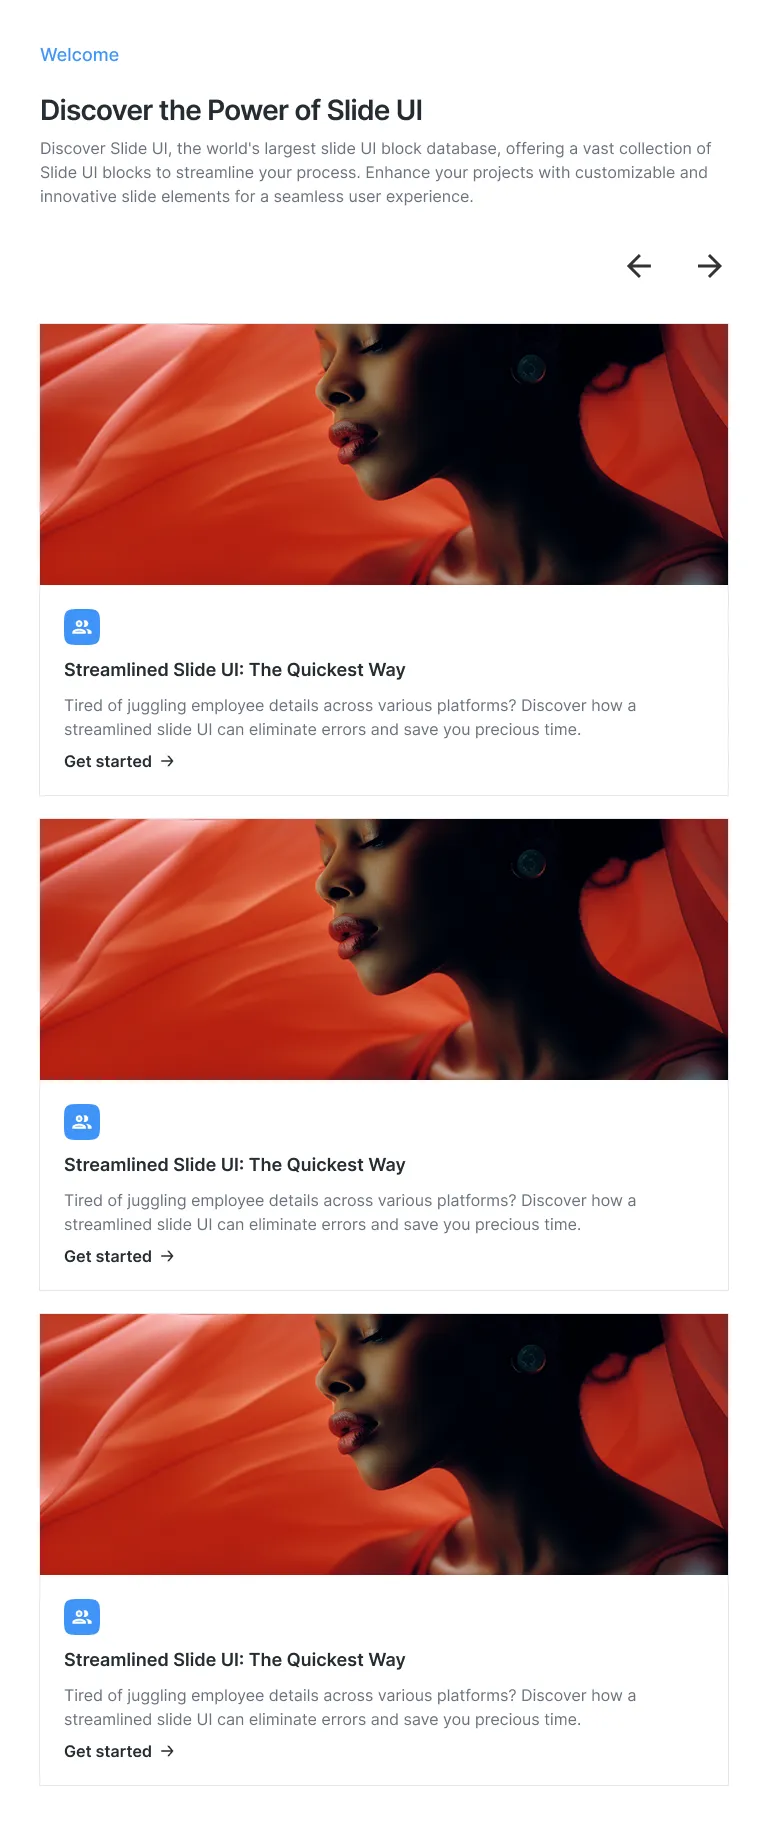 Welcome
Discover the Power of Slide UI
Discover Slide UI, the world's largest slide UI block database, offering a vast collection of
Slide UI blocks to streamline your process. Enhance your projects with customizable and
innovative slide elements for a seamless user experience.
Streamlined Slide UI: The Quickest Way
Tired of juggling employee details across various platforms? Discover how a
streamlined slide UI can eliminate errors and save you precious time.
Get started
Streamlined Slide UI: The Quickest Way
Tired of juggling employee details across various platforms? Discover how a
streamlined slide UI can eliminate errors and save you precious time.
Get started
Streamlined Slide UI: The Quickest Way
Tired of juggling employee details across various platforms? Discover how a
streamlined slide UI can eliminate errors and save you precious time.
Get started